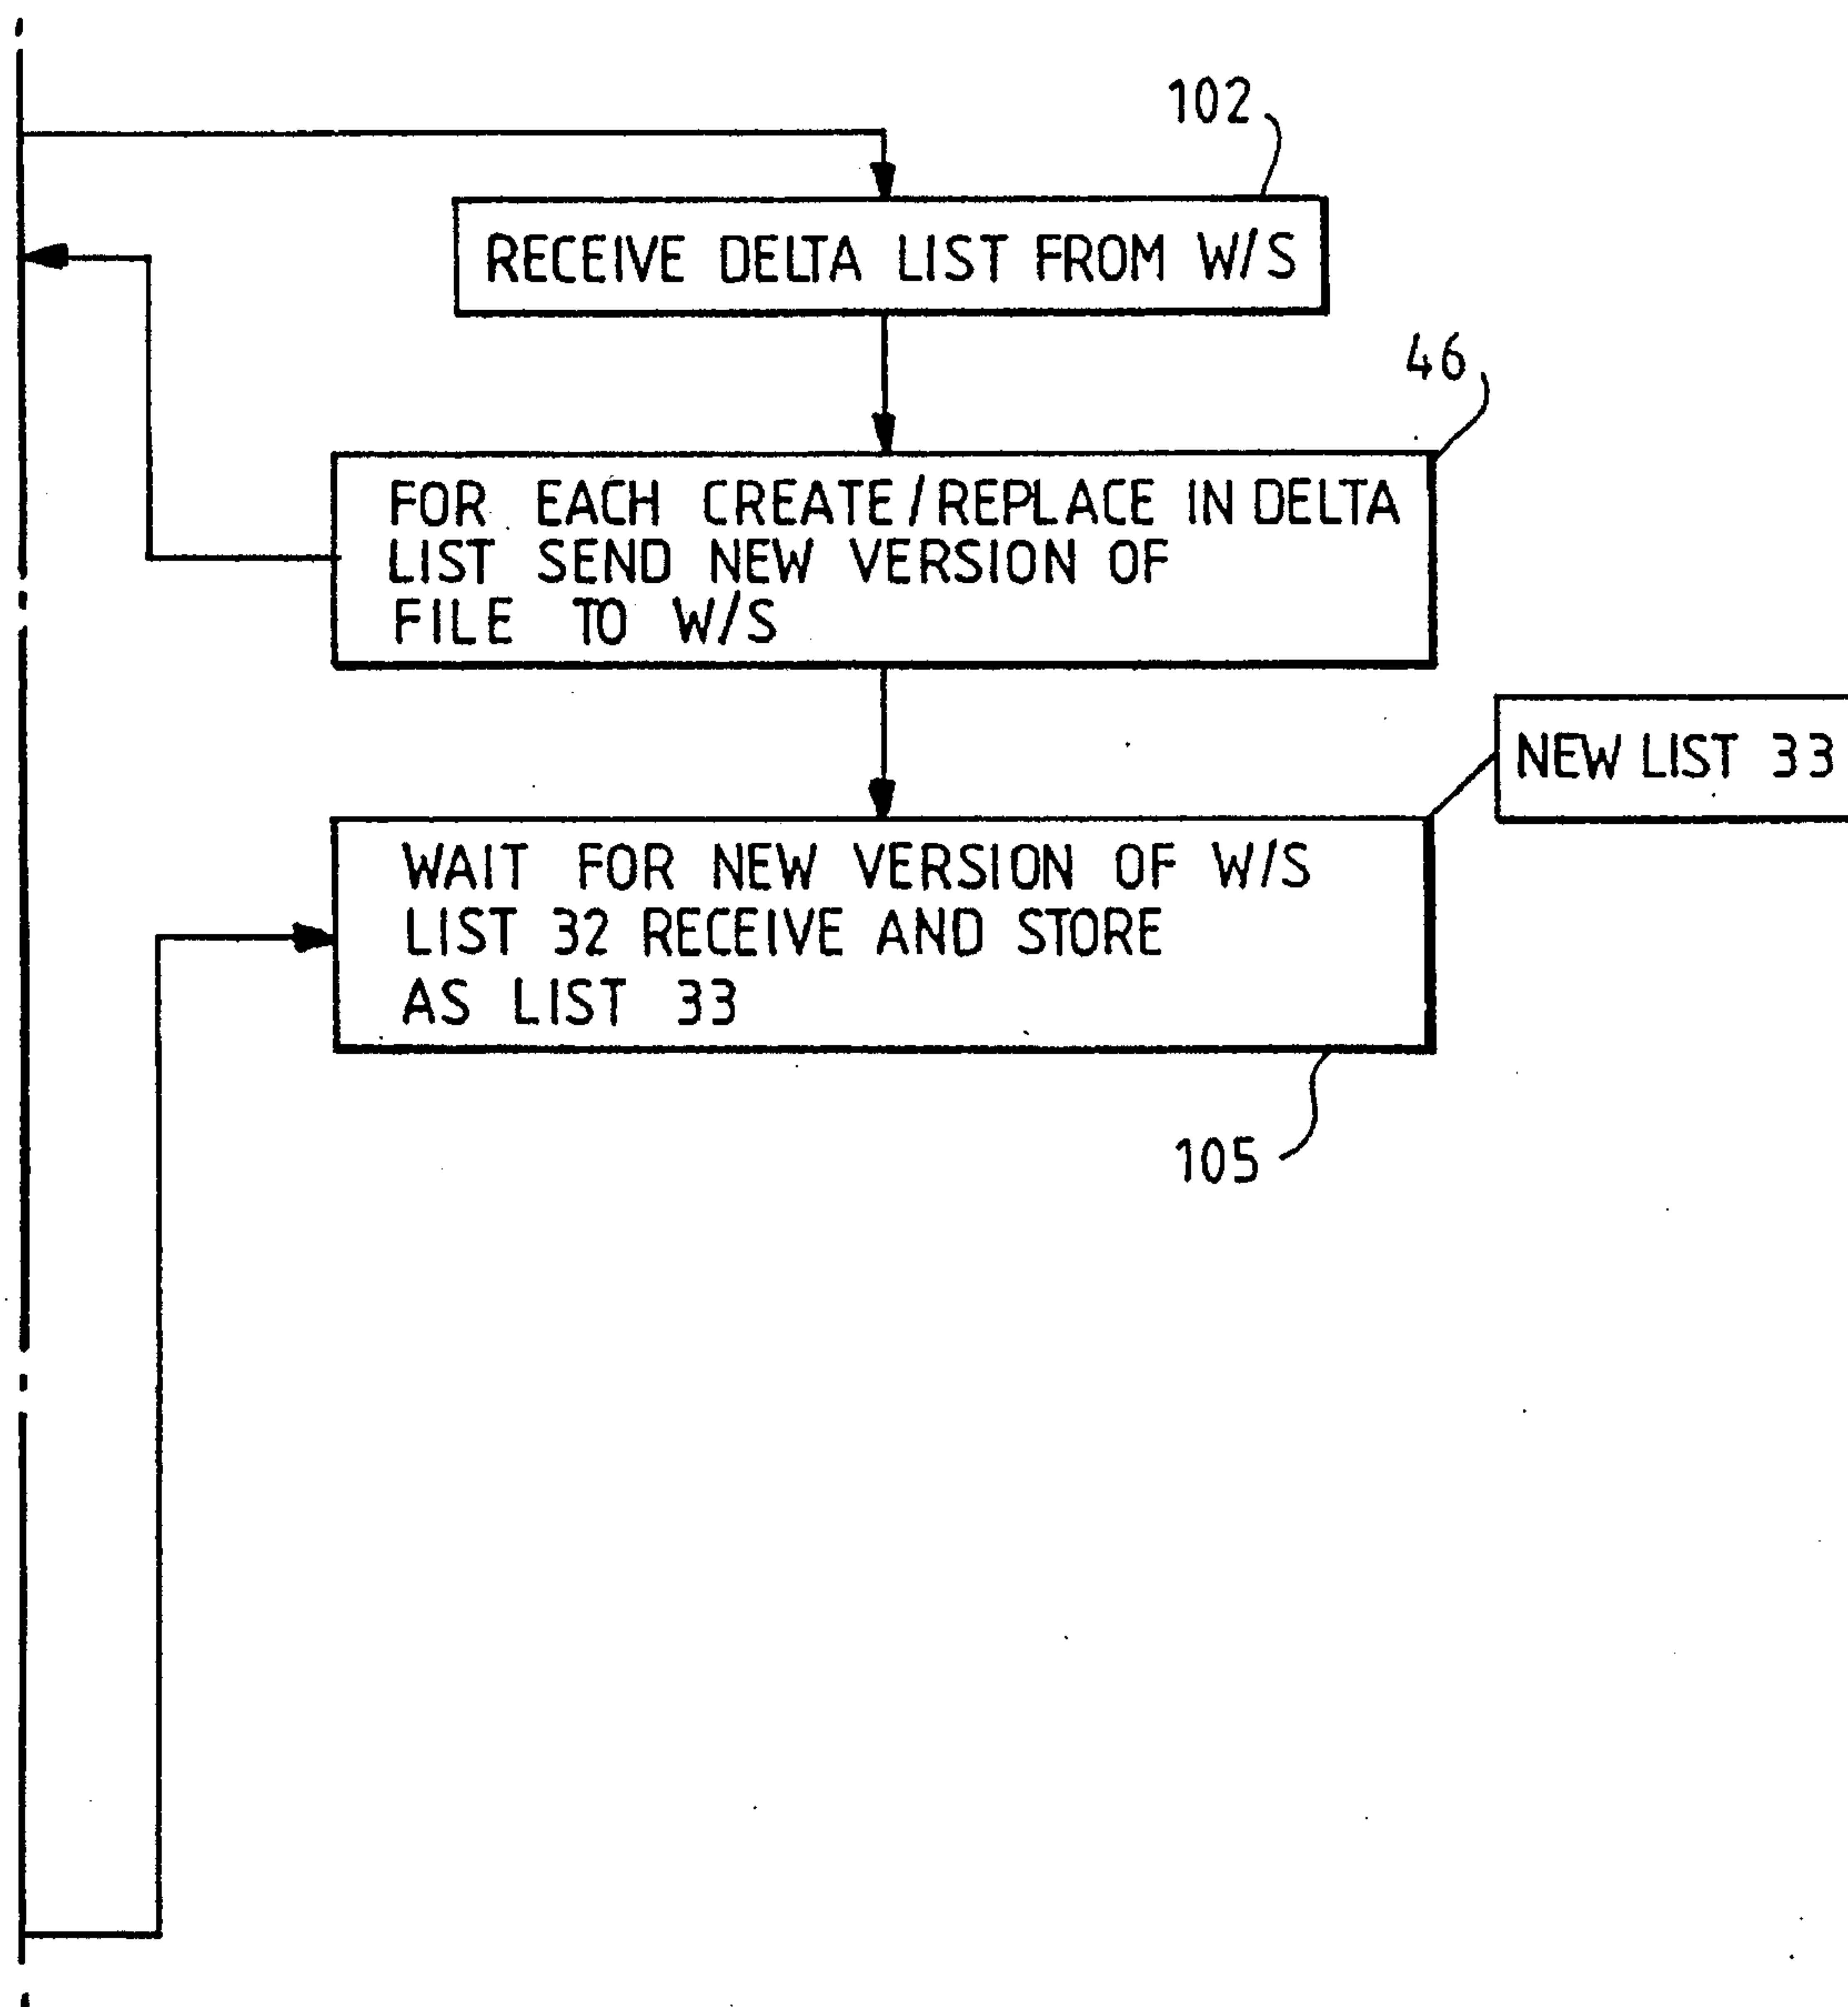 102
RECEIVE DELTA LIST FROM W/S
46
FOR EACH CREATE/REPLACE IN DELTA
LIST SEND NEW VERSION OF
FILE TO W/S
NEW LIST 33
WAIT FOR NEW VERSION OF W/S
LIST 32 RECEIVE AND STORE
AS LIST 33
105